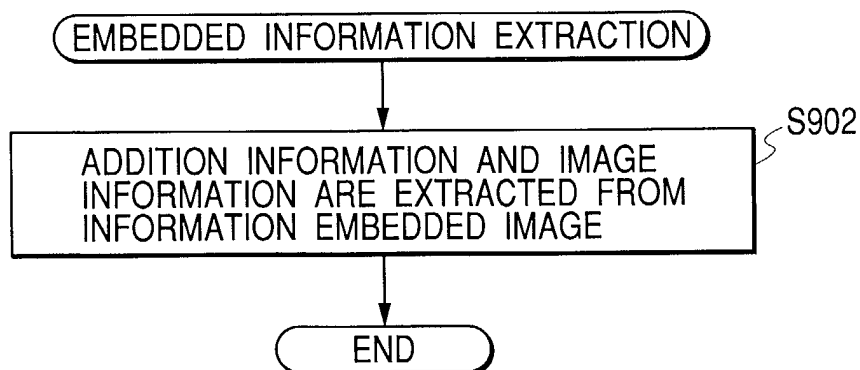 EMBEDDED INFORMATION EXTRACTION
S902
ADDITION INFORMATION AND IMAGE
INFORMATION ARE EXTRACTED FROM
INFORMATION EMBEDDED IMAGE
END